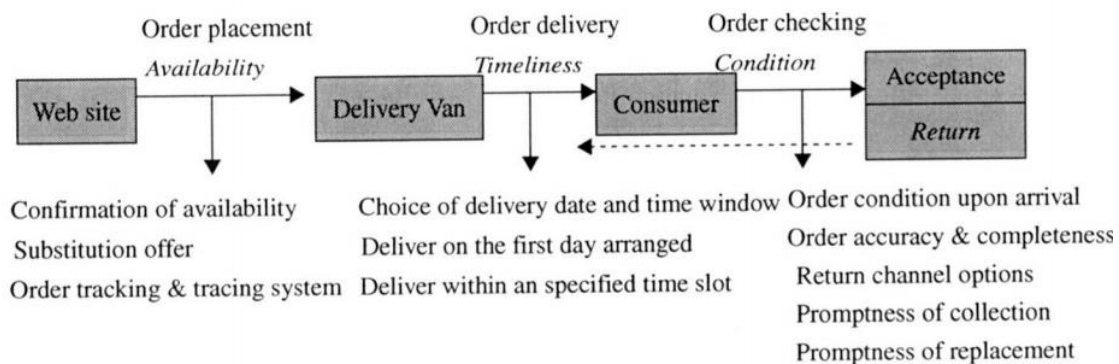 Order placement
Order delivery
Order checking
Availability
Timeliness
Condition
Web site
Delivery Van
Consumer
Acceptance
Return
Confirmation of availability
Substitution offer
Order tracking & tracing system
Choice of delivery date and time window
Deliver on the first day arranged
Deliver within an specified time slot
Order condition upon arrival
Order accuracy & completeness
Return channel options
Promptness of collection
Promptness of replacement